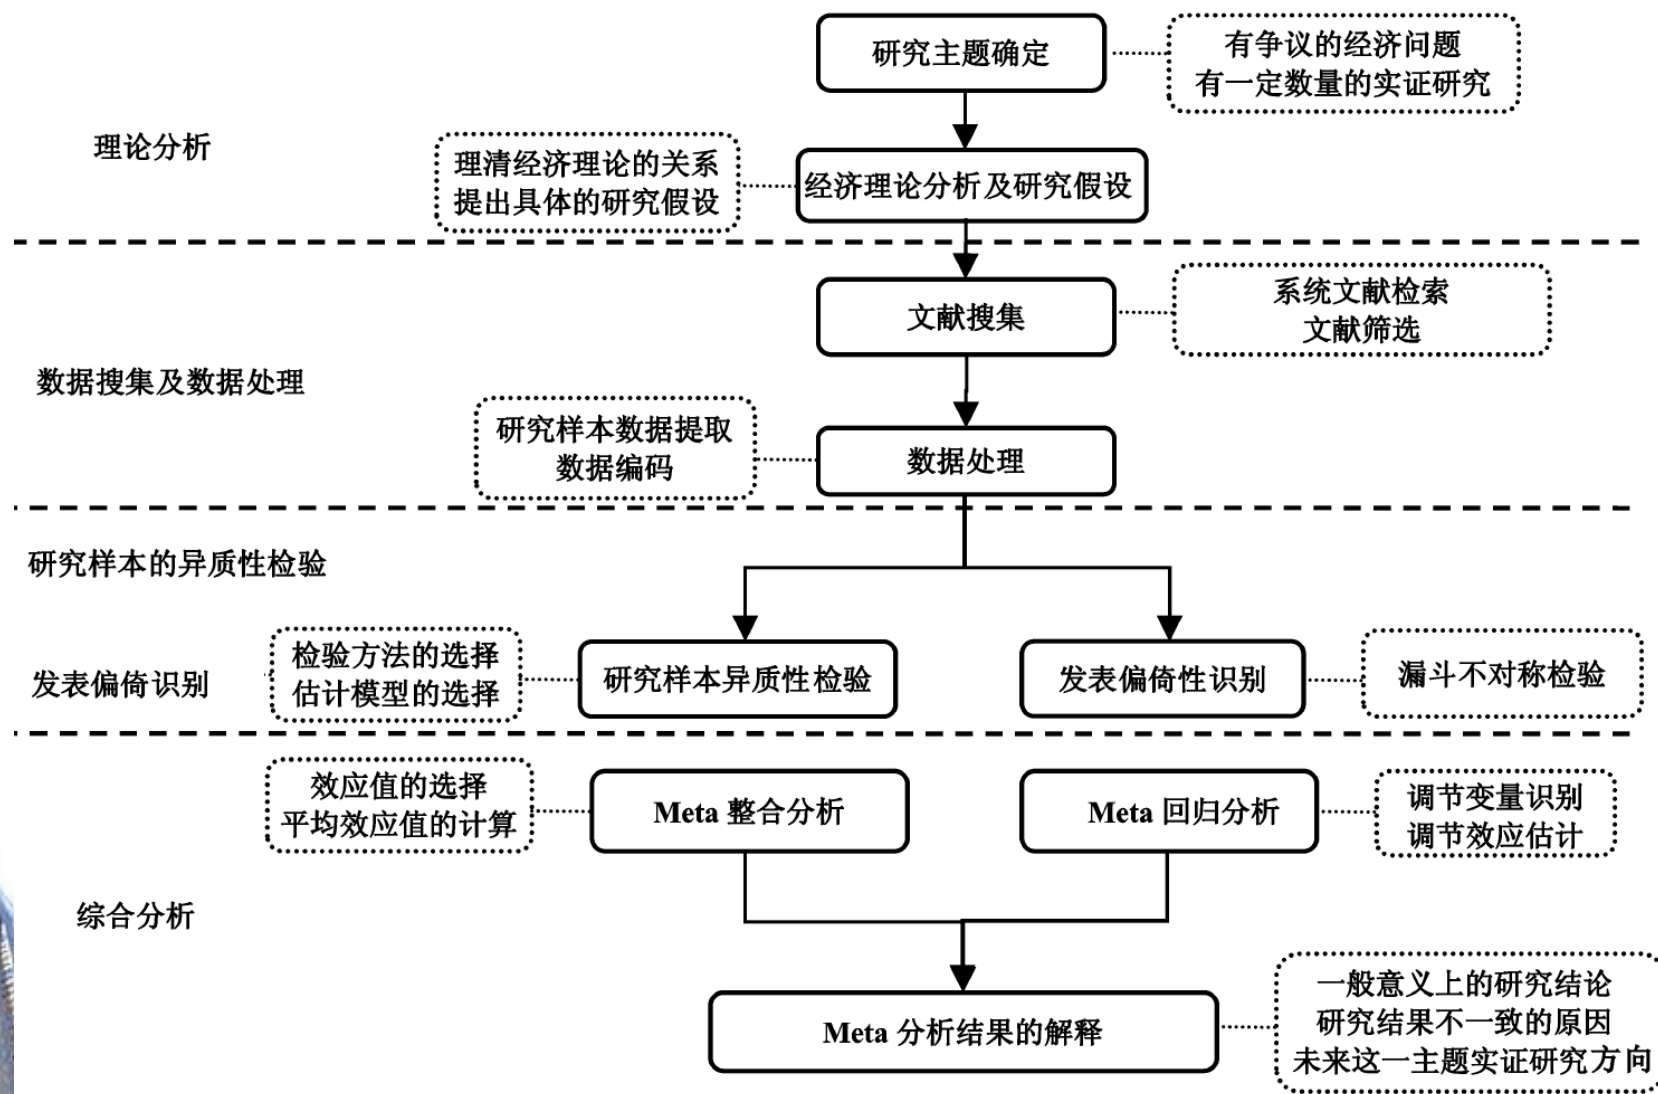 研究主题确定
有争议的经济问题
有一定数量的实证研究
理论分析
理清经济理论的关系
提出具体的研究假设
经济理论分析及研究假设
文献搜集
系统文献检索
文献筛选
数据搜集及数据处理
研究样本数据提取
数据编码
数据处理
研究样本的异质性检验
发表偏倚识别
检验方法的选择
估计模型的选择
研究样本异质性检验
发表偏倚性识别
漏斗不对称检验
效应值的选择
平均效应值的计算
Meta 整合分析
Meta 回归分析
调节变量识别
调节效应估计
综合分析
Meta 分析结果的解释
一般意义上的研究结论
研究结果不一致的原因
未来这一主题实证研究方向